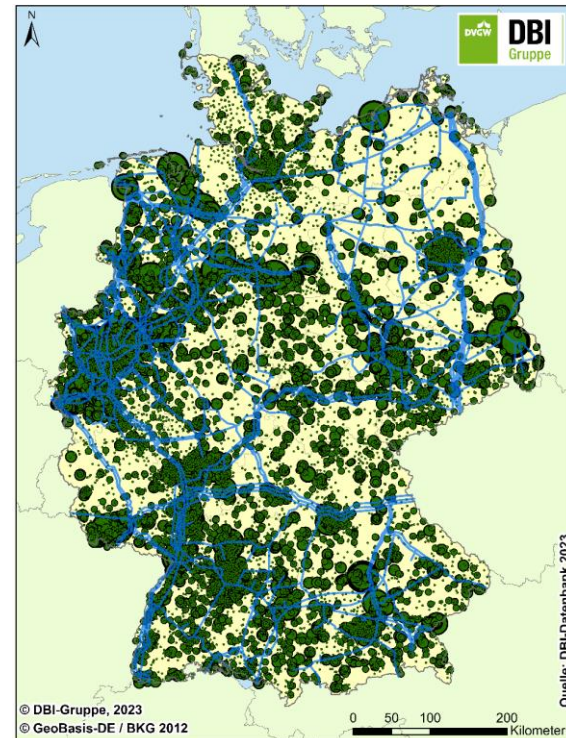 N
DVGW
DBI
Gruppe
Quelle: DBI-Datenbank 2023
© DBI-Gruppe, 2023
© GeoBasis-DE / BKG 2012
0 50 100 200
Kilometer